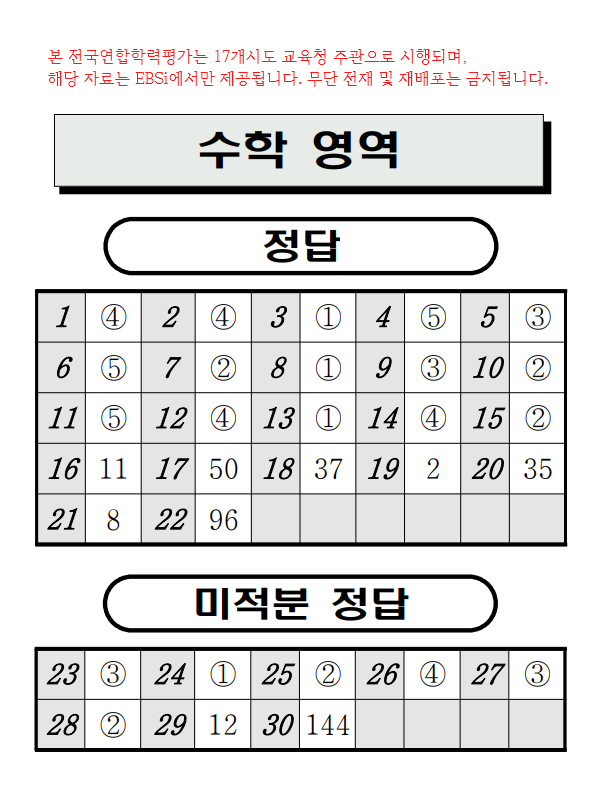 본 전국연합학력평가는 17개시도 교육청 주관으로 시행되며,
해당 자료는 EBSi에서만 제공됩니다. 무단 전재 및 재배포는 금지됩니다.
수학 영역
정답
1 ④ 2 ④ 3 ① 4 ⑤ 5 ③
6 ⑤ 7 ② 8 ① 9 ③ 10 ②
11 ⑤ 12 ④ 13 ① 14 ④ 15 ②
16 11 17 50 18 37 19 2 20 35
21 8 22 96
미적분 정답
23 ③ 24 ① 25 ② 26 ④ 27 ③
28 ② 29 12 30 144